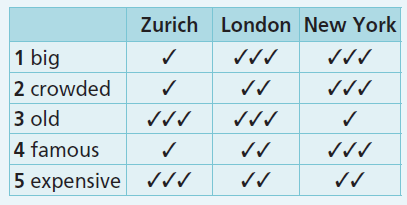 Zurich London New York
1 big ✓ ✓✓✓ ✓✓✓
2 crowded ✓ ✓✓ ✓✓✓
3 old ✓✓✓ ✓✓✓ ✓
4 famous ✓ ✓✓ ✓✓✓
5 expensive ✓✓✓ ✓✓ ✓✓